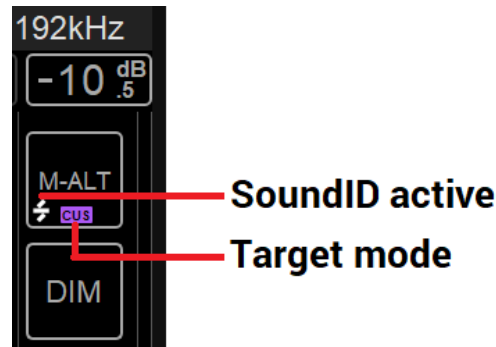 192kHz
-10 dB .5
M-ALT
CUS
SoundID active
Target mode
DIM